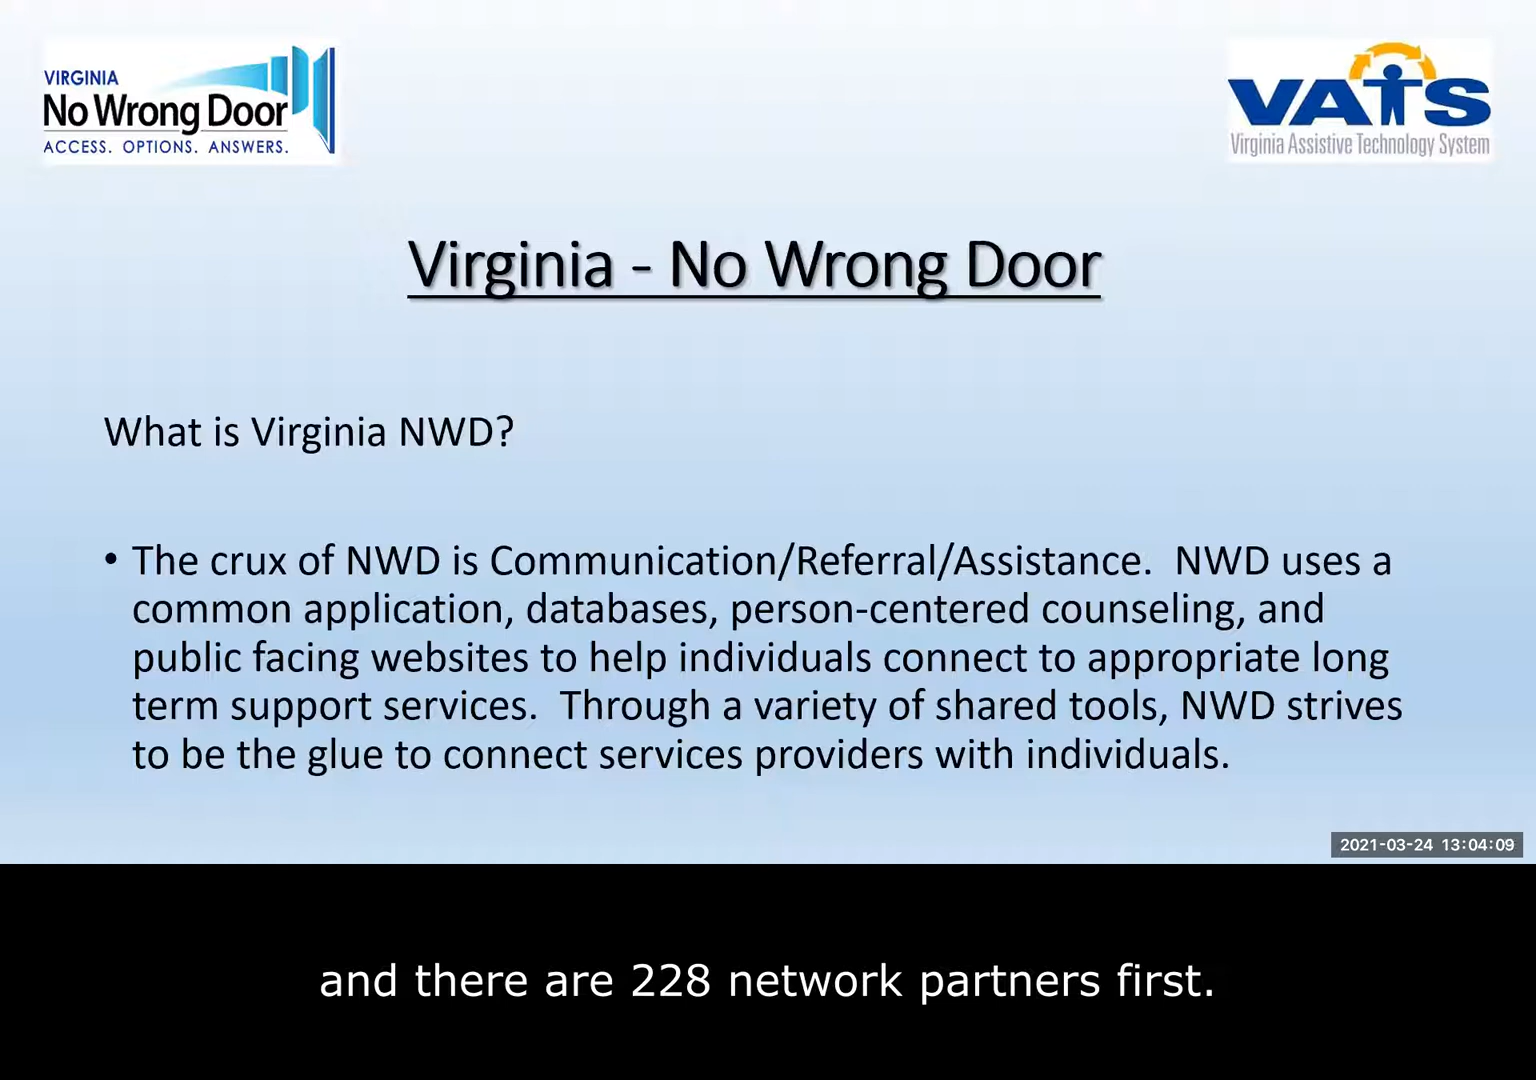 VIRGINIA
No Wrong Door
ACCESS. OPTIONS. ANSWERS.
VATS
Virginia Assistive Technology System
Virginia - No Wrong Door
What is Virginia NWD?
• The crux of NWD is Communication/Referral/Assistance.  NWD uses a
common application, databases, person-centered counseling, and
public facing websites to help individuals connect to appropriate long
term support services.  Through a variety of shared tools, NWD strives
to be the glue to connect services providers with individuals.
2021-03-24 13:04:09
and there are 228 network partners first.